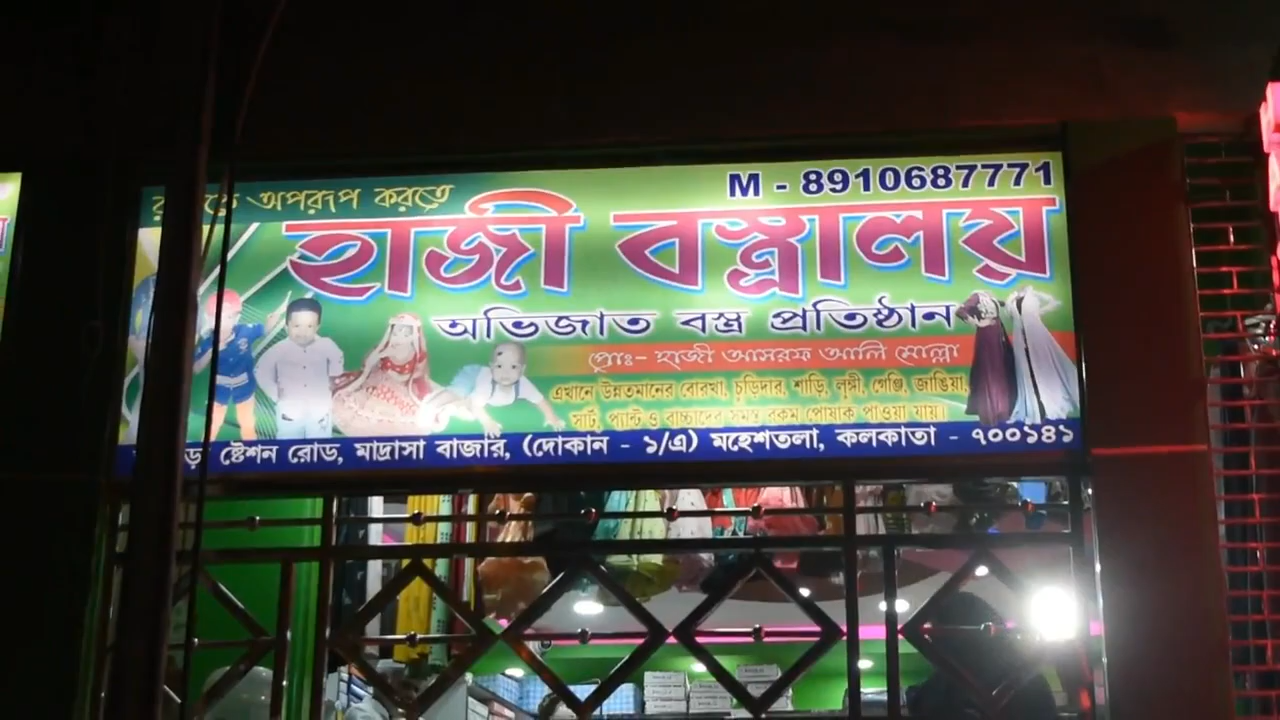 অপরূপ করতে
M - 8910687771
হাজী বস্ত্রালয়
অভিজাত বস্ত্র প্রতিষ্ঠান
প্রোঃ- হাজী আসরফ আলি মোল্লা
এখানে উন্নতমানের বোরখা, চুড়িদার, শাড়ি, লুঙ্গী, গেঞ্জি, জাঙিয়া,
সার্ট, প্যান্ট ও বাচ্চাদের সমস্ত রকম পোষাক পাওয়া যায়।
ষ্টেশন রোড, মাদ্রাসা বাজার, (দোকান - ১/এ) মহেশতলা, কলকাতা - ৭০০১৪১